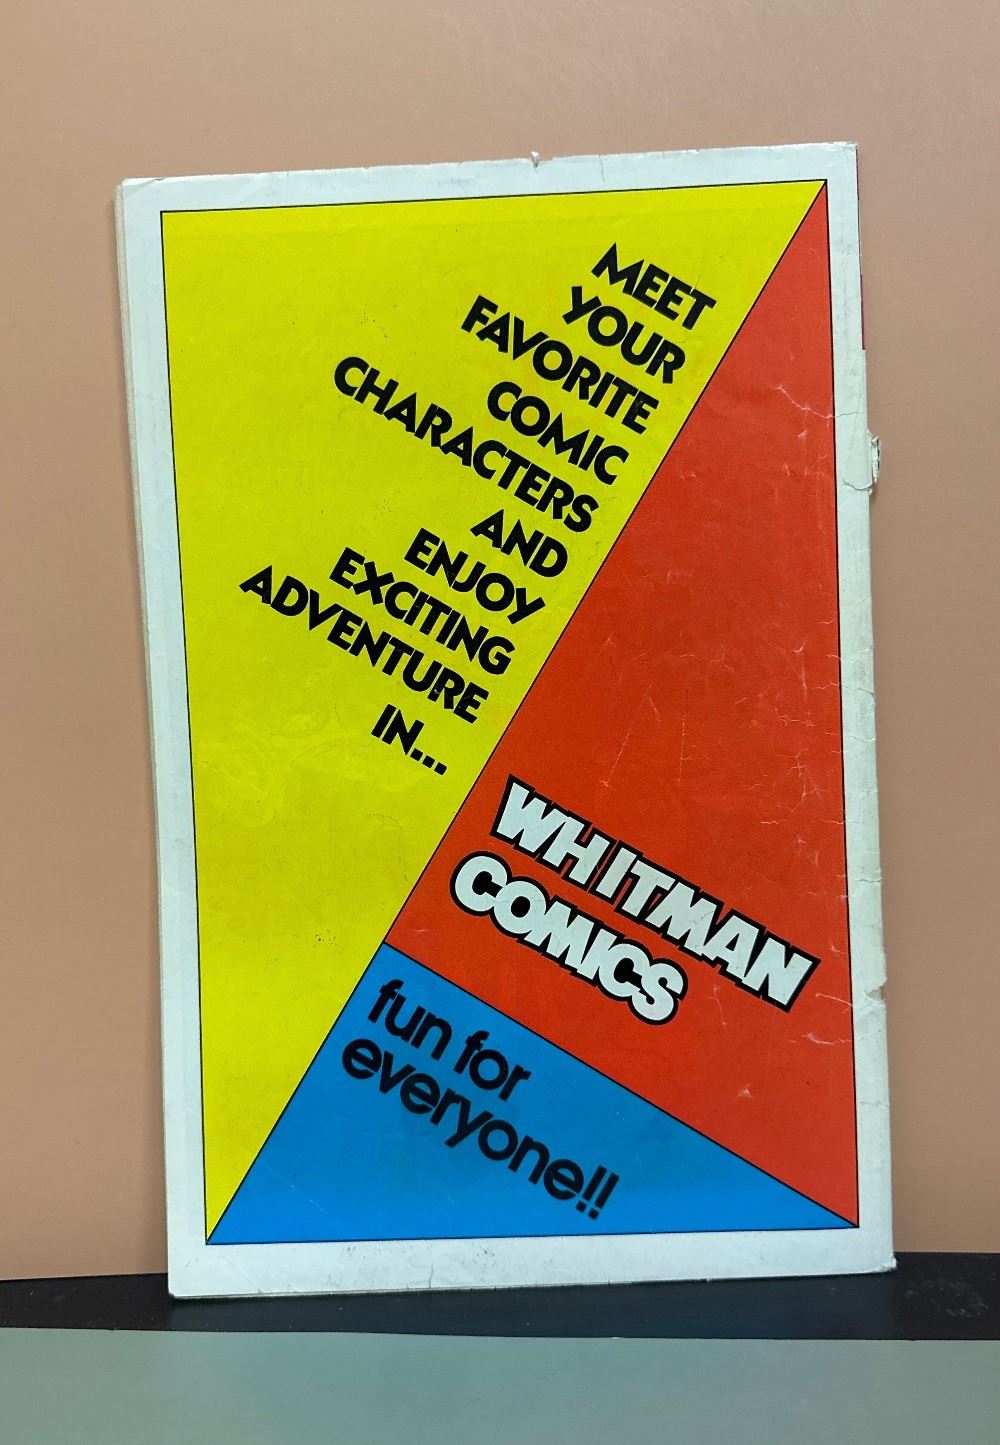 MEET
YOUR
FAVORITE
COMIC
CHARACTERS
AND
ENJOY
EXCITING
ADVENTURE
IN...
WHITMAN
COMICS
fun for
everyone!!